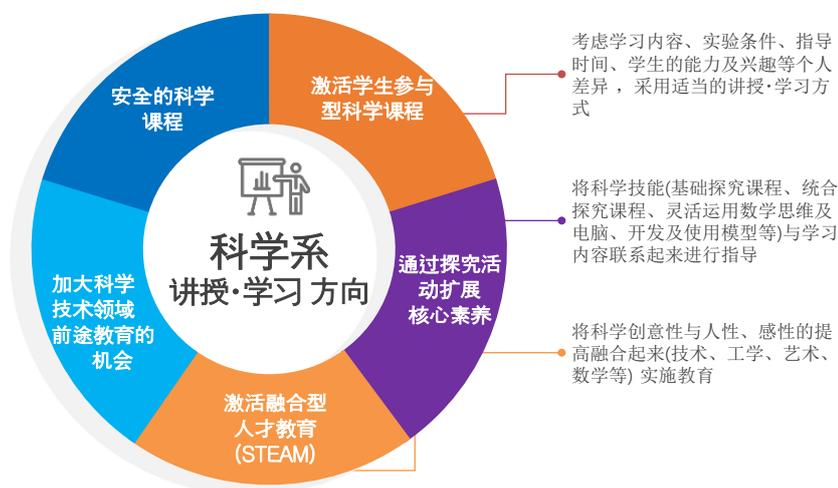 安全的科学
课程
激活学生参与
型科学课程
科学系
讲授·学习 方向
通过探究活
动扩展
核心素养
加大科学
技术领域
前途教育的
机会
激活融合型
人才教育
(STEAM)
考虑学习内容、实验条件、指导
时间、学生的能力及兴趣等个人
差异 ，采用适当的讲授·学习方
式
将科学技能(基础探究课程、统合
探究课程、灵活运用数学思维及
电脑、开发及使用模型等)与学习
内容联系起来进行指导
将科学创意性与人性、感性的提
高融合起来(技术、工学、艺术、
数学等) 实施教育